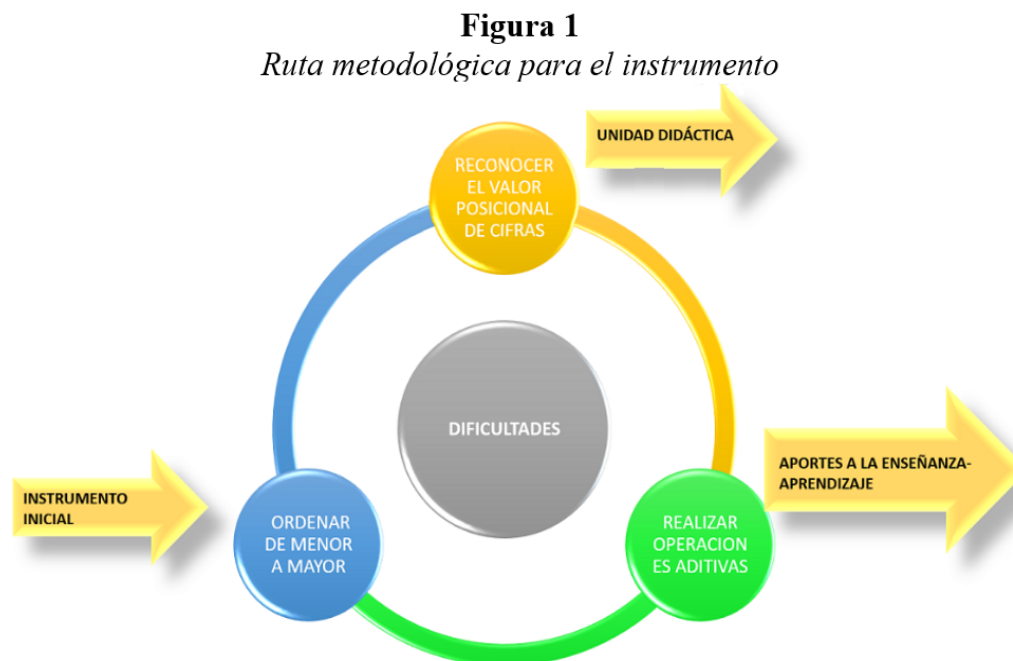 Figura 1
Ruta metodológica para el instrumento
UNIDAD DIDÁCTICA
RECONOCER
EL VALOR
POSICIONAL
DE CIFRAS
DIFICULTADES
APORTES A LA ENSEÑANZA-
APRENDIZAJE
INSTRUMENTO
INICIAL
ORDENAR
DE MENOR
A MAYOR
REALIZAR
OPERACION
ES ADITIVAS